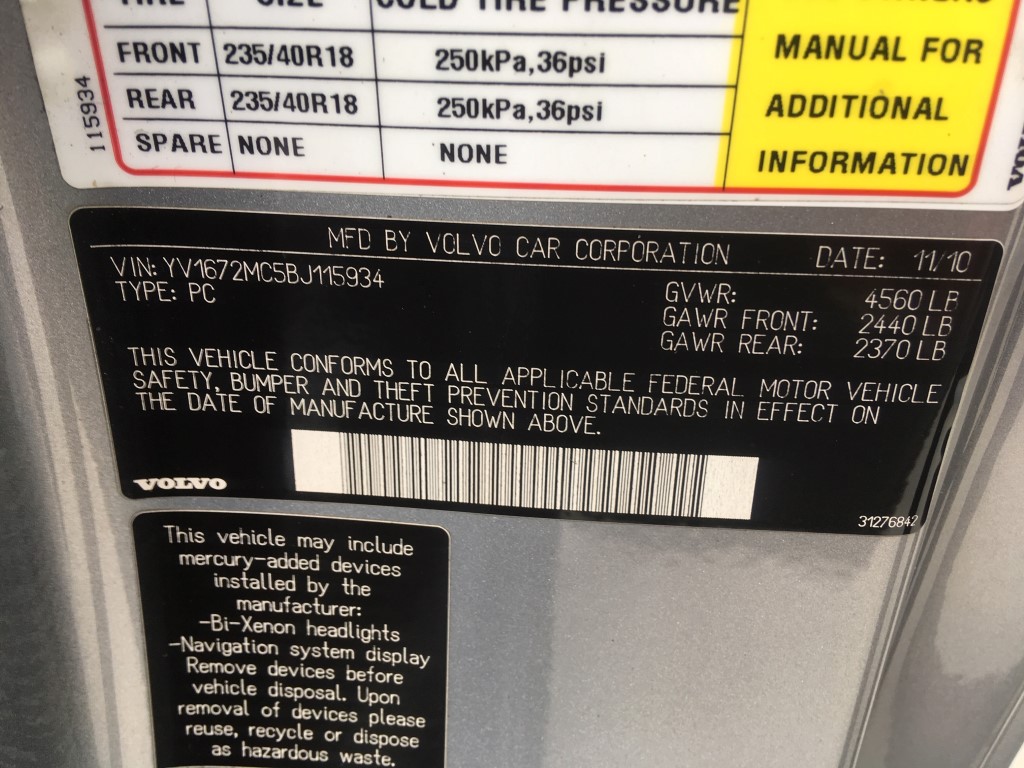 TIRE SIZE COLD TIRE PRESSURE
MANUAL FOR
ADDITIONAL
INFORMATION
FRONT 235/40R18 250kPa,36psi
REAR 235/40R18 250kPa,36psi
SPARE NONE NONE
115934
MFD BY VOLVO CAR CORPORATION DATE: 11/10
VIN: YV1672MC5BJ115934
TYPE: PC
GVWR: 4560 LB
GAWR FRONT: 2440 LB
GAWR REAR: 2370 LB
THIS VEHICLE CONFORMS TO ALL APPLICABLE FEDERAL MOTOR VEHICLE
SAFETY, BUMPER AND THEFT PREVENTION STANDARDS IN EFFECT ON
THE DATE OF MANUFACTURE SHOWN ABOVE.
VOLVO
31276842
This vehicle may include
mercury-added devices
installed by the
manufacturer:
-Bi-Xenon headlights
-Navigation system display
Remove devices before
vehicle disposal. Upon
removal of devices please
reuse, recycle or dispose
as hazardous waste.